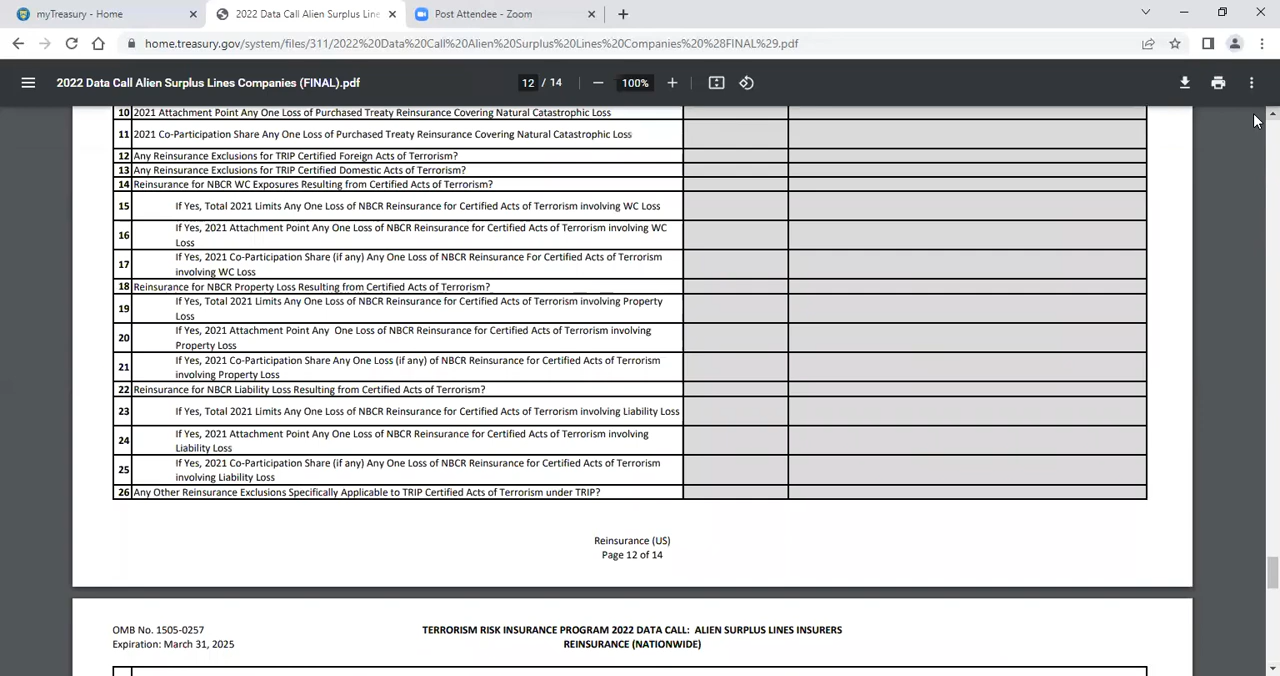 myTreasury - Home
2022 Data Call Alien Surplus Line
Post Attendee - Zoom
home.treasury.gov/system/files/311/2022%20Data%20Call%20Alien%20Surplus%20Lines%20Companies%20%28FINAL%29.pdf
2022 Data Call Alien Surplus Lines Companies (FINAL).pdf
12 / 14
100%
10 2021 Attachment Point Any One Loss of Purchased Treaty Reinsurance Covering Natural Catastrophic Loss
11 2021 Co-Participation Share Any One Loss of Purchased Treaty Reinsurance Covering Natural Catastrophic Loss
12 Any Reinsurance Exclusions for TRIP Certified Foreign Acts of Terrorism?
13 Any Reinsurance Exclusions for TRIP Certified Domestic Acts of Terrorism?
14 Reinsurance for NBCR WC Exposures Resulting from Certified Acts of Terrorism?
15 If Yes, Total 2021 Limits Any One Loss of NBCR Reinsurance for Certified Acts of Terrorism involving WC Loss
16 If Yes, 2021 Attachment Point Any One Loss of NBCR Reinsurance for Certified Acts of Terrorism involving WC
Loss
17 If Yes, 2021 Co-Participation Share (if any) Any One Loss of NBCR Reinsurance For Certified Acts of Terrorism
involving WC Loss
18 Reinsurance for NBCR Property Loss Resulting from Certified Acts of Terrorism?
19 If Yes, Total 2021 Limits Any One Loss of NBCR Reinsurance for Certified Acts of Terrorism involving Property
Loss
20 If Yes, 2021 Attachment Point Any One Loss of NBCR Reinsurance for Certified Acts of Terrorism involving
Property Loss
21 If Yes, 2021 Co-Participation Share Any One Loss (if any) of NBCR Reinsurance for Certified Acts of Terrorism
involving Property Loss
22 Reinsurance for NBCR Liability Loss Resulting from Certified Acts of Terrorism?
23 If Yes, Total 2021 Limits Any One Loss of NBCR Reinsurance for Certified Acts of Terrorism involving Liability Loss
24 If Yes, 2021 Attachment Point Any One Loss of NBCR Reinsurance for Certified Acts of Terrorism involving
Liability Loss
25 If Yes, 2021 Co-Participation Share (if any) Any One Loss of NBCR Reinsurance for Certified Acts of Terrorism
involving Liability Loss
26 Any Other Reinsurance Exclusions Specifically Applicable to TRIP Certified Acts of Terrorism under TRIP?
Reinsurance (US)
Page 12 of 14
OMB No. 1505-0257
Expiration: March 31, 2025
TERRORISM RISK INSURANCE PROGRAM 2022 DATA CALL: ALIEN SURPLUS LINES INSURERS
REINSURANCE (NATIONWIDE)